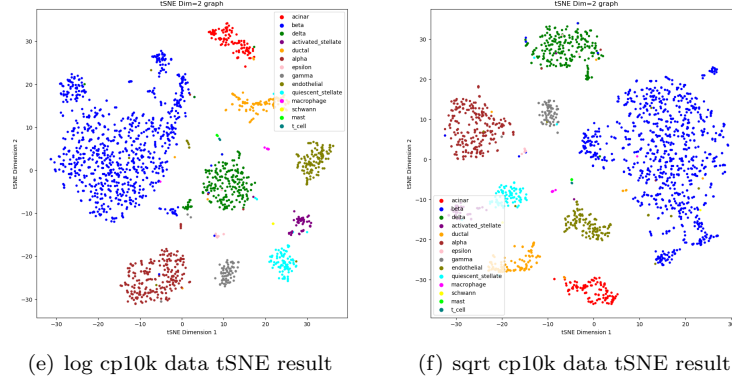 tSNE Dim=2 graph
30
20
10
0
−10
−20
−30
tSNE Dimension 2
−30 −20 −10 0 10 20 30
tSNE Dimension 1
acinar
beta
delta
activated_stellate
ductal
alpha
epsilon
gamma
endothelial
quiescent_stellate
macrophage
schwann
mast
t_cell
(e) log cp10k data tSNE result
tSNE Dim=2 graph
30
20
10
0
−10
−20
−30
tSNE Dimension 2
−30 −20 −10 0 10 20 30
tSNE Dimension 1
acinar
beta
delta
activated_stellate
ductal
alpha
epsilon
gamma
endothelial
quiescent_stellate
macrophage
schwann
mast
t_cell
(f) sqrt cp10k data tSNE result